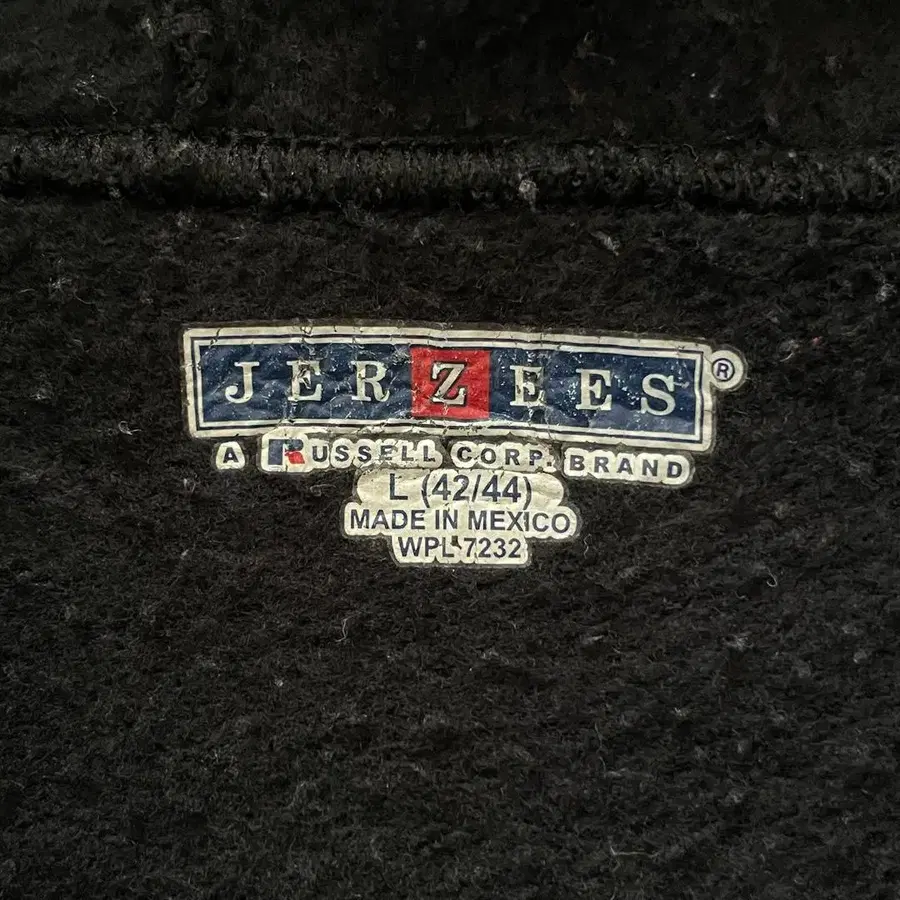 JERZEES®
A RUSSELL CORP. BRAND
L (42/44)
MADE IN MEXICO
WPL 7232